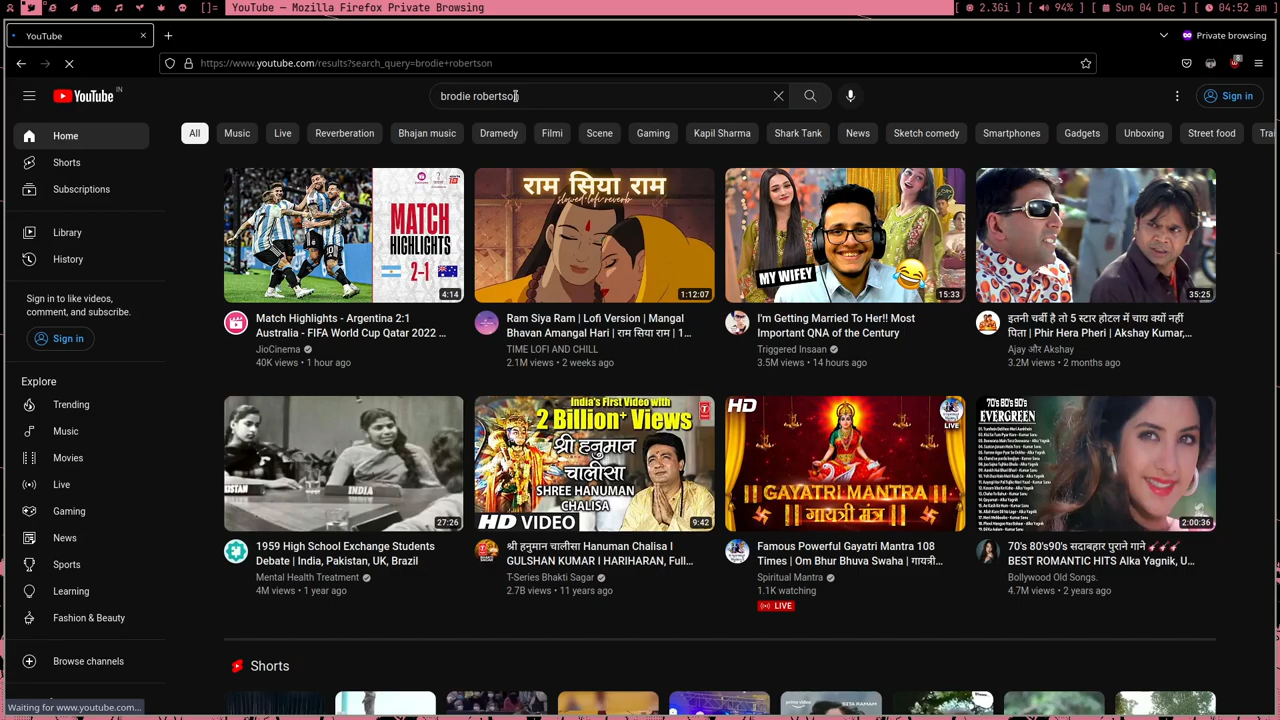 []= YouTube — Mozilla Firefox Private Browsing [ 2.3Gi ] [ 94% ] [ Sun 04 Dec ] [ 04:52 am ]
YouTube Private browsing
https://www.youtube.com/results?search_query=brodie+robertson
YouTube IN brodie robertson Sign in
Home
Shorts
Subscriptions
Library
History
Sign in to like videos,
comment, and subscribe.
Sign in
Explore
Trending
Music
Movies
Live
Gaming
News
Sports
Learning
Fashion & Beauty
Browse channels
Waiting for www.youtube.com...
All Music Live Reverberation Bhajan music Dramedy Filmi Scene Gaming Kapil Sharma Shark Tank News Sketch comedy Smartphones Gadgets Unboxing Street food Trai
MATCH
HIGHLIGHTS
2-1
4:14
Match Highlights - Argentina 2:1
Australia - FIFA World Cup Qatar 2022 ...
JioCinema
40K views • 1 hour ago
राम सिया राम
slowed+lofi+reverb
1:12:07
Ram Siya Ram | Lofi Version | Mangal
Bhavan Amangal Hari | राम सिया राम | 1...
TIME LOFI AND CHILL
2.1M views • 2 weeks ago
MY WIFEY
15:33
I'm Getting Married To Her!! Most
Important QNA of the Century
Triggered Insaan
3.5M views • 14 hours ago
35:25
इतनी चर्बी है तो 5 स्टार होटल में चाय क्यों नहीं
पिता | Phir Hera Pheri | Akshay Kumar,...
Ajay और Akshay
3.2M views • 2 months ago
INDIA
27:26
1959 High School Exchange Students
Debate | India, Pakistan, UK, Brazil
Mental Health Treatment
4M views • 1 year ago
India's First Video with
2 Billion+ Views
श्री हनुमान
चालीसा
SHREE HANUMAN
CHALISA
HD VIDEO
9:42
श्री हनुमान चालीसा Hanuman Chalisa I
GULSHAN KUMAR I HARIHARAN, Full...
T-Series Bhakti Sagar
2.7B views • 11 years ago
HD
LIVE
GAYATRI MANTRA
गायत्री मंत्र
Famous Powerful Gayatri Mantra 108
Times | Om Bhur Bhuva Swaha | गायत्री...
Spiritual Mantra
1.1K watching
LIVE
70's 80's 90's
EVERGREEN
2:00:36
70's 80's90's सदाबहार पुराने गाने
BEST ROMANTIC HITS Alka Yagnik, U...
Bollywood Old Songs.
4.7M views • 2 years ago
Shorts